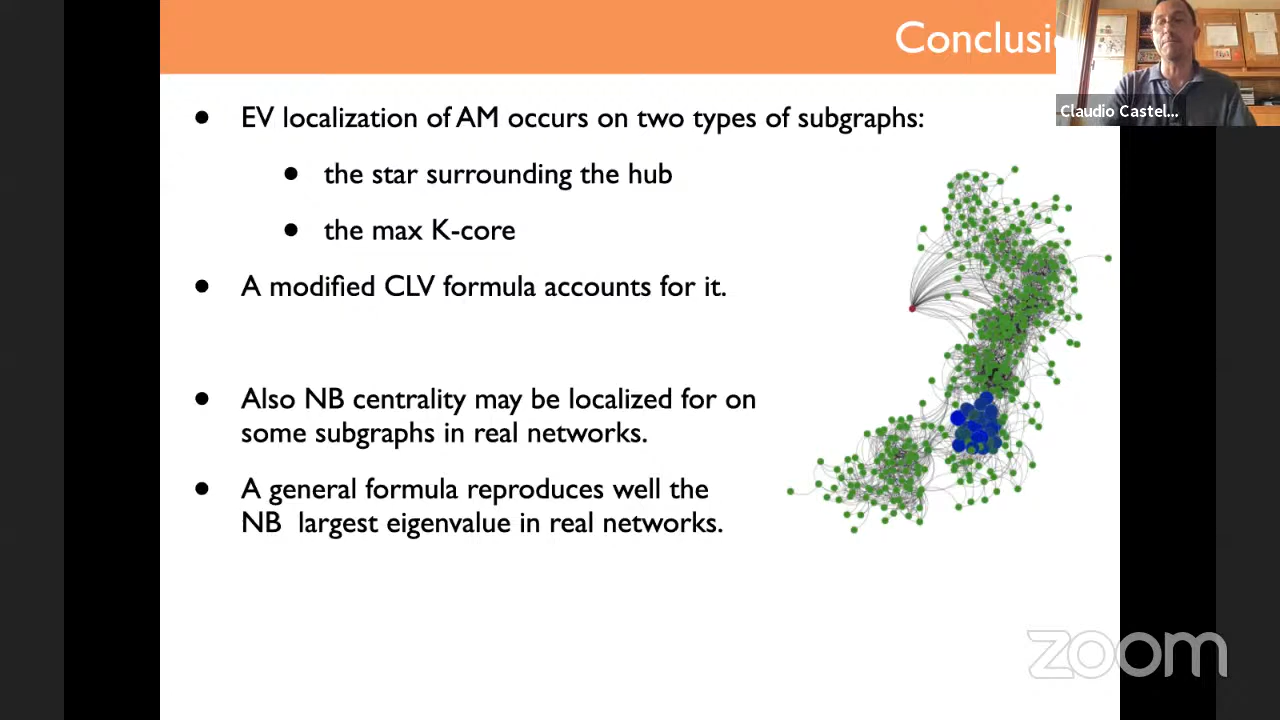 Conclusi
Claudio Castel...
• EV localization of AM occurs on two types of subgraphs:
• the star surrounding the hub
• the max K-core
• A modified CLV formula accounts for it.
• Also NB centrality may be localized for on
some subgraphs in real networks.
• A general formula reproduces well the
NB largest eigenvalue in real networks.
zoom